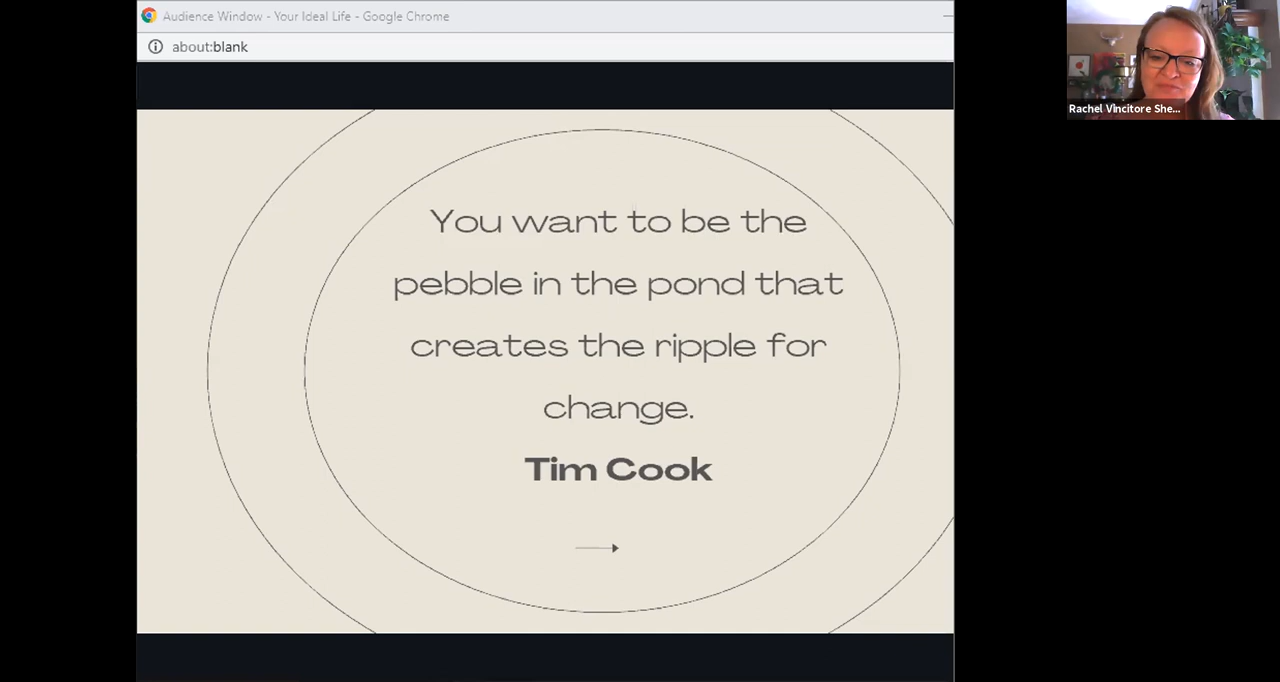 Audience Window - Your Ideal Life - Google Chrome
about:blank
You want to be the
pebble in the pond that
creates the ripple for
change.
Tim Cook
Rachel Vincitore She...